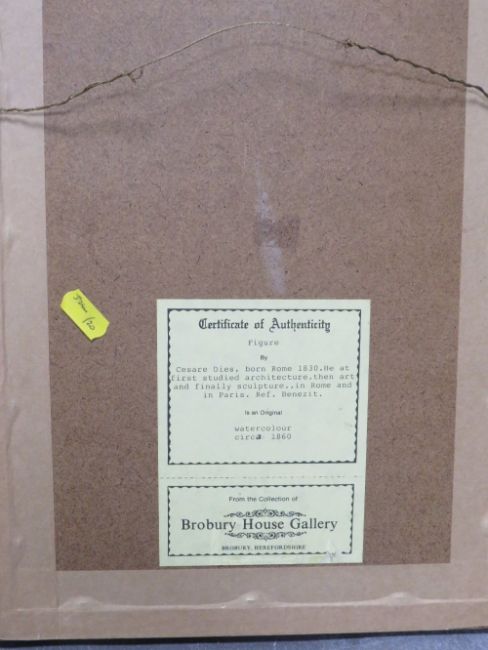 Certificate of Authenticity
Figure
By
Cesare Dies, born Rome 1830.He at
first studied architecture,then art
and finally sculpture,.in Rome and
in Paris. Ref. Benezit.
Is an Original
watercolour
circa 1860
From the Collection of
Brobury House Gallery
BROBURY, HEREFORDSHIRE